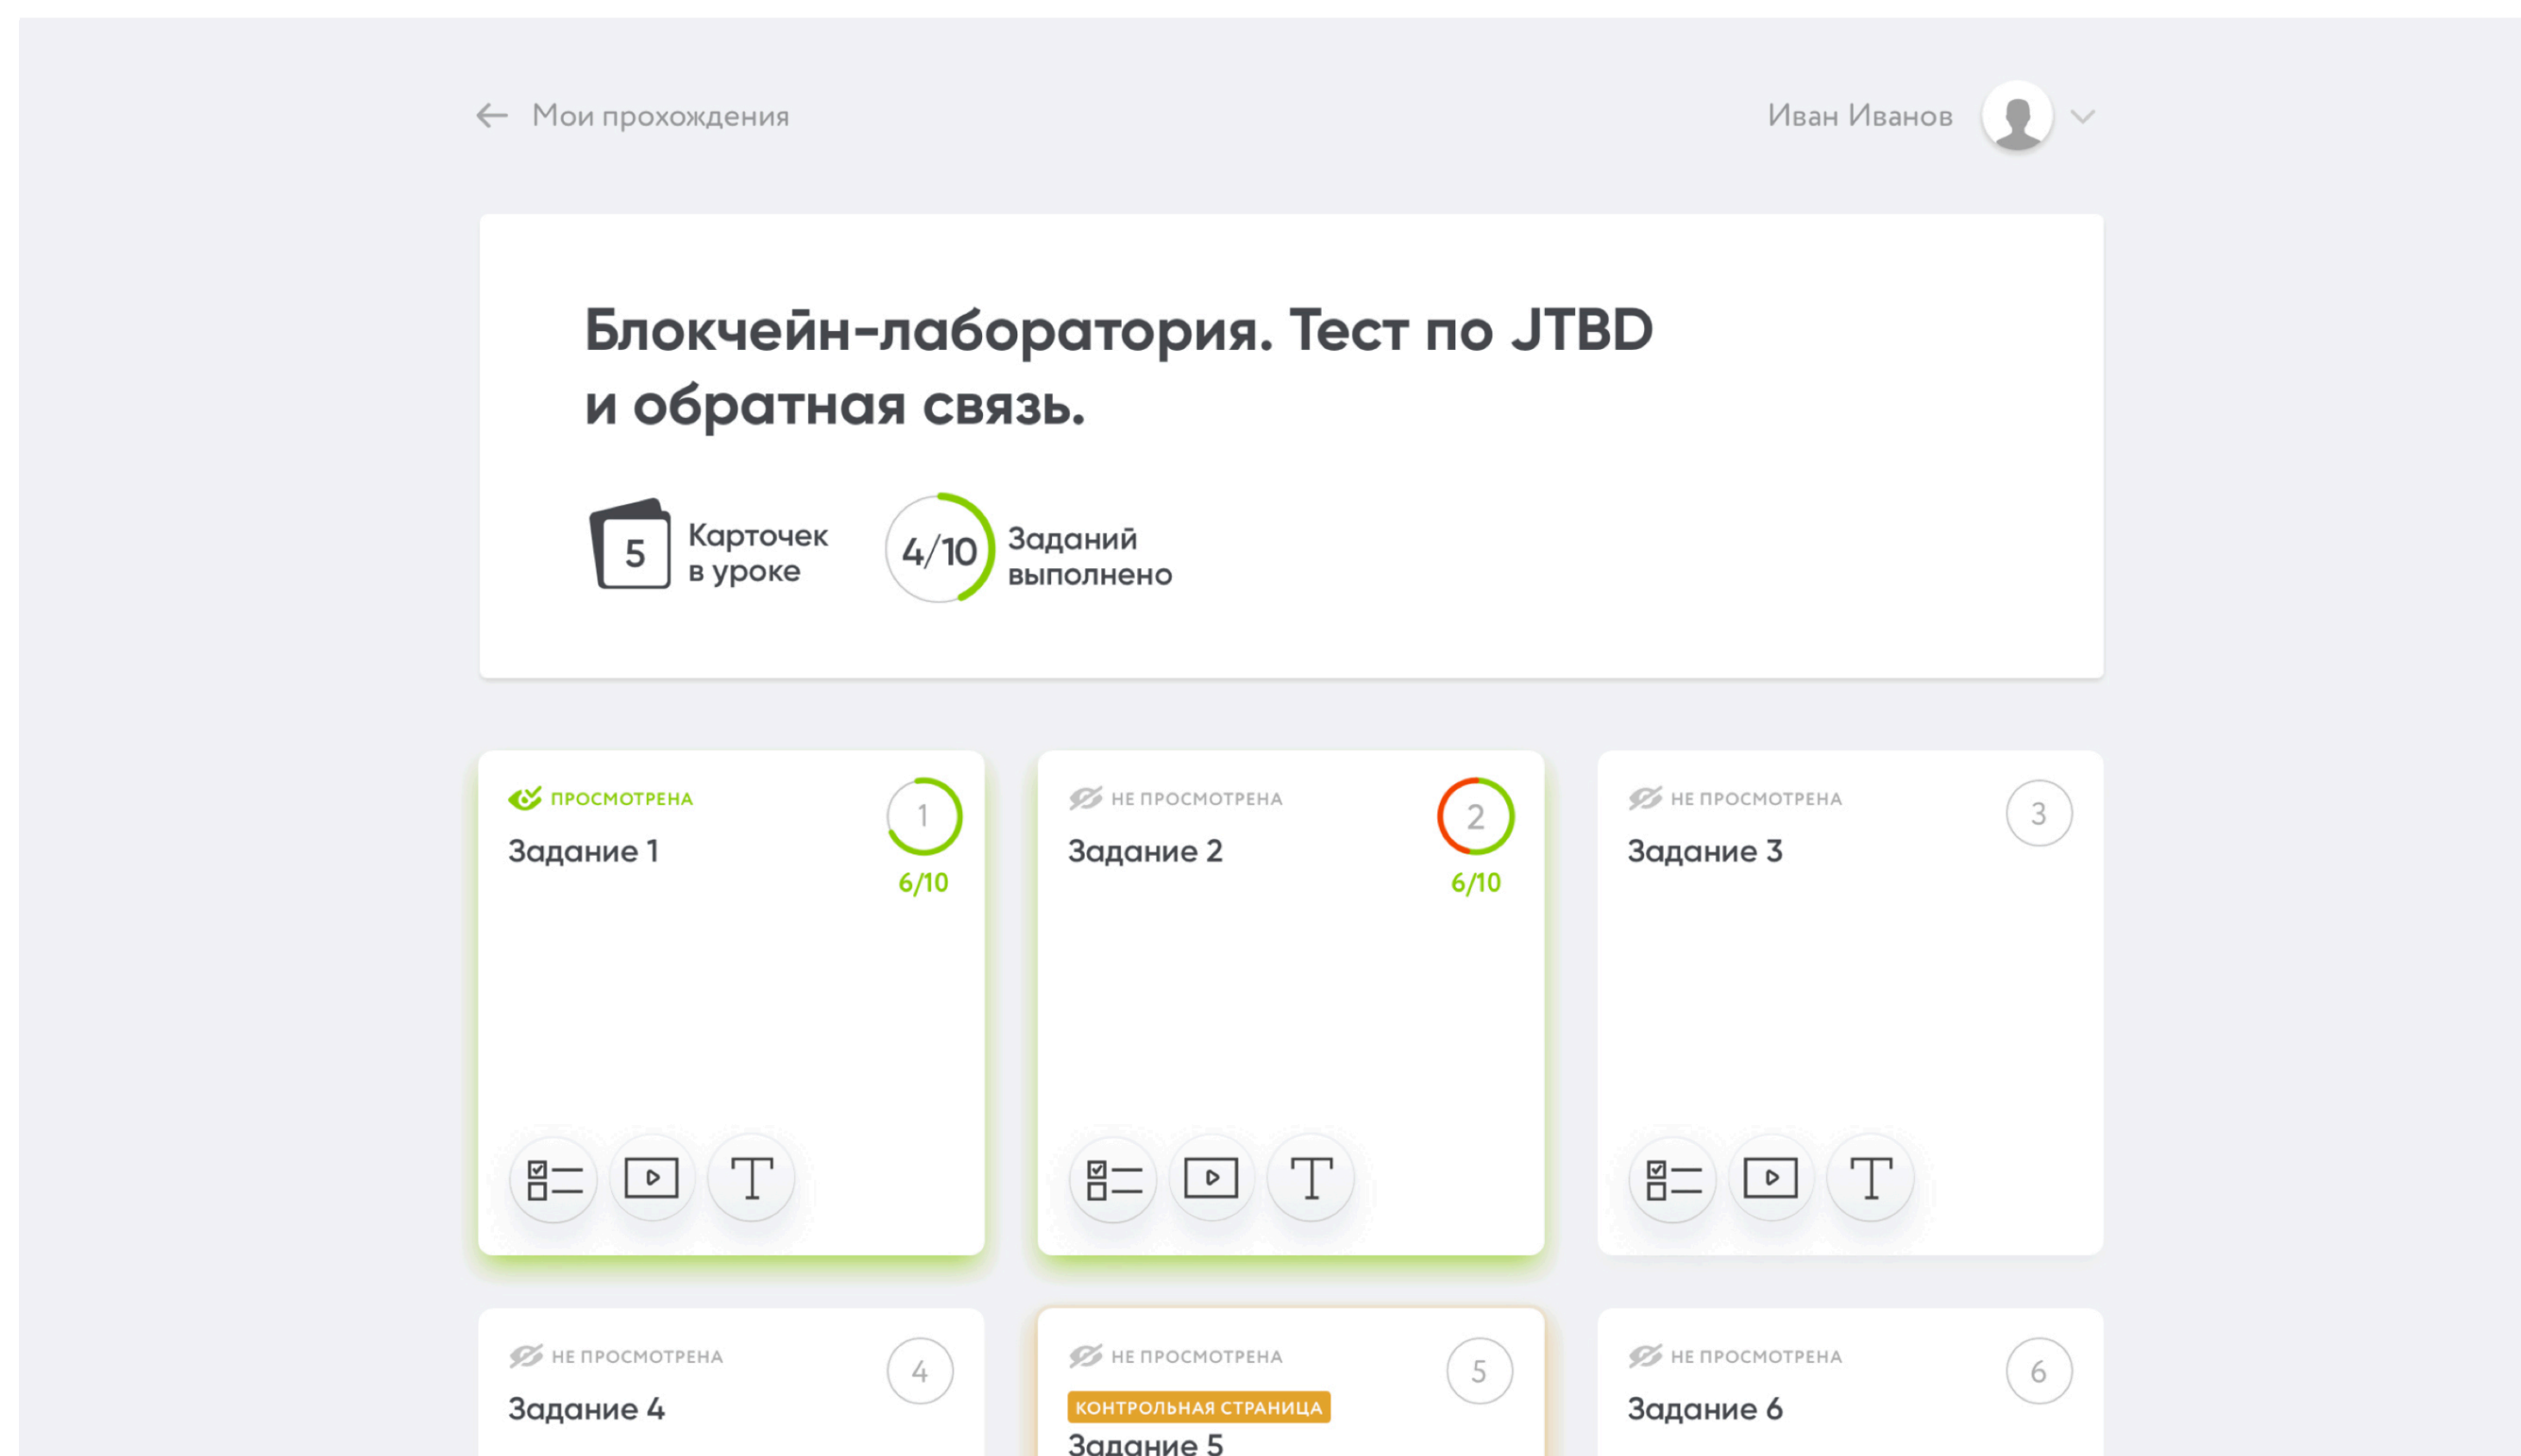 Мои прохождения
Иван Иванов
Блокчейн-лаборатория. Тест по JTBD
и обратная связь.
5
Карточек
в уроке
4/10
Заданий
выполнено
ПРОСМОТРЕНА
1
Задание 1
6/10
НЕ ПРОСМОТРЕНА
2
Задание 2
6/10
НЕ ПРОСМОТРЕНА
3
Задание 3
НЕ ПРОСМОТРЕНА
4
Задание 4
НЕ ПРОСМОТРЕНА
5
КОНТРОЛЬНАЯ СТРАНИЦА
Задание 5
НЕ ПРОСМОТРЕНА
6
Задание 6